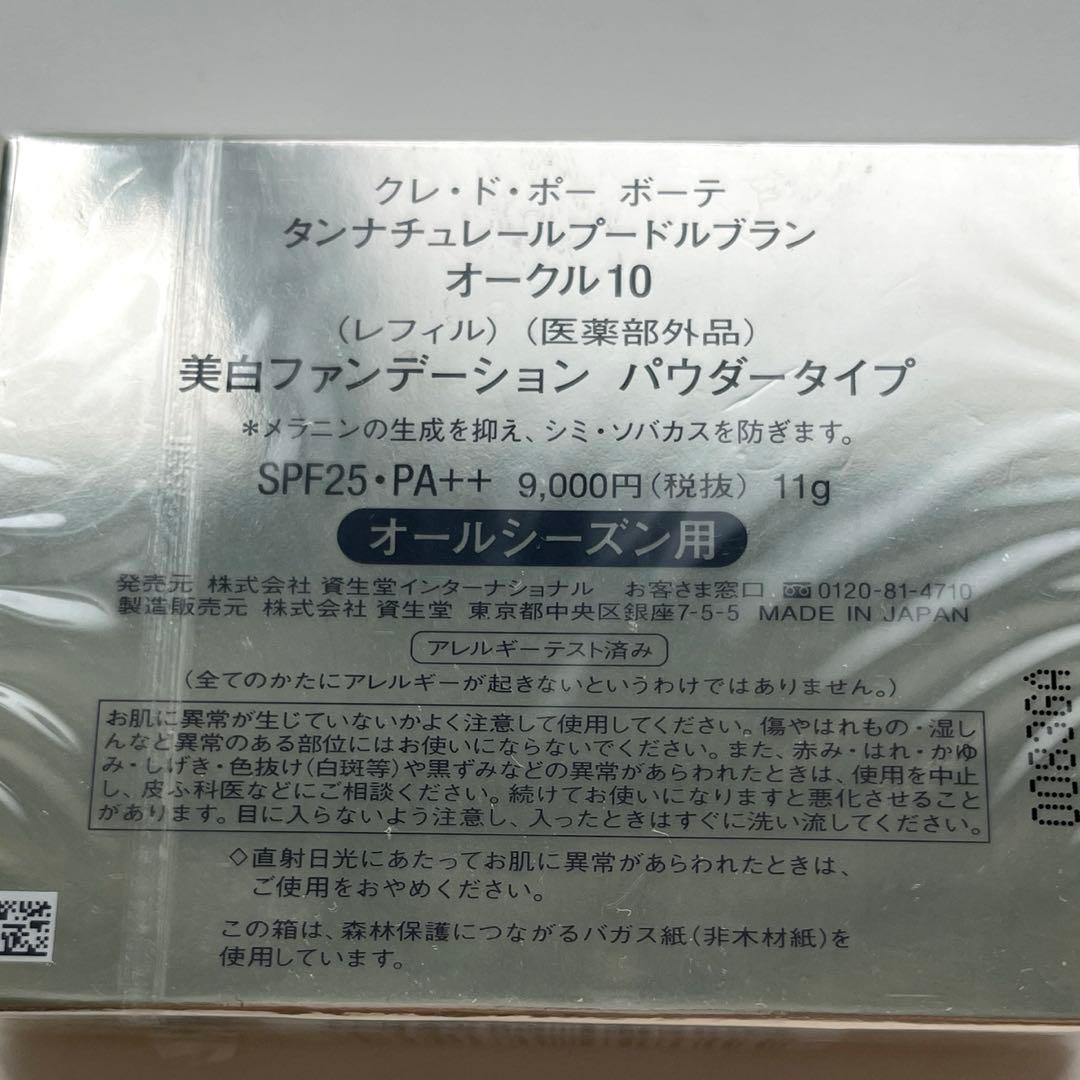 クレ・ド・ポー ボーテ
タンナチュレールプードルブラン
オークル10
（レフィル）（医薬部外品）
美白ファンデーション パウダータイプ
*メラニンの生成を抑え、シミ・ソバカスを防ぎます。
SPF25・PA++ 9,000円（税抜） 11g
オールシーズン用
発売元 株式会社 資生堂インターナショナル お客さま窓口 0120-81-4710
製造販売元 株式会社 資生堂 東京都中央区銀座7-5-5 MADE IN JAPAN
アレルギーテスト済み
（全てのかたにアレルギーが起きないというわけではありません。）
お肌に異常が生じていないかよく注意して使用してください。傷やはれもの・湿し
んなど異常のある部位にはお使いにならないでください。また、赤み・はれ・かゆ
み・しげき・色抜け（白斑等）や黒ずみなどの異常があらわれたときは、使用を中止
し、皮ふ科医などにご相談ください。続けてお使いになりますと悪化させること
があります。目に入らないよう注意し、入ったときはすぐに洗い流してください。
◇直射日光にあたってお肌に異常があらわれたときは、
ご使用をおやめください。
この箱は、森林保護につながるバガス紙（非木材紙）を
使用しています。